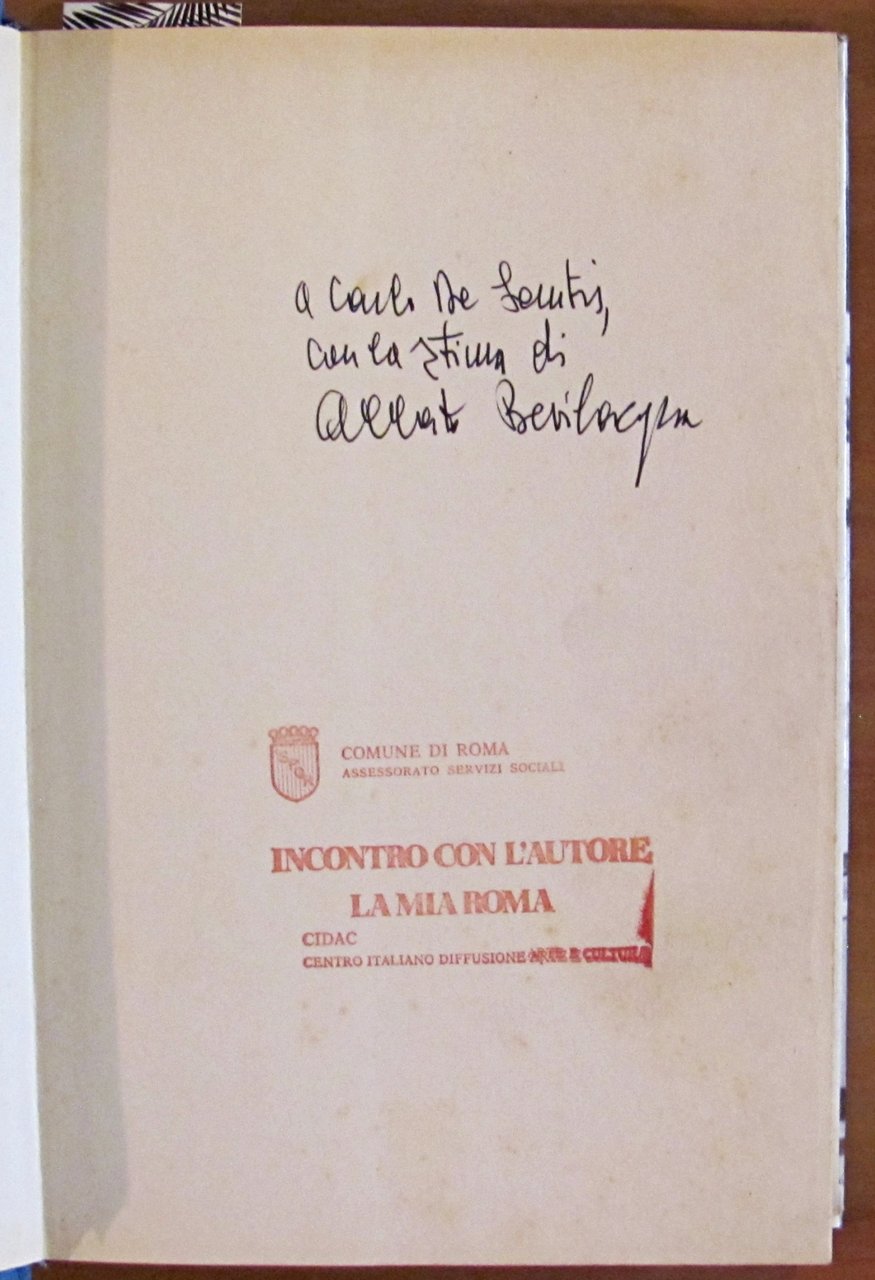 a Carlo De Santis,
con la stima di
Alberto Bevilacqua
SPQR
COMUNE DI ROMA
ASSESSORATO SERVIZI SOCIALI
INCONTRO CON L'AUTORE
LA MIA ROMA
CIDAC
CENTRO ITALIANO DIFFUSIONE ARTE E CULTURA